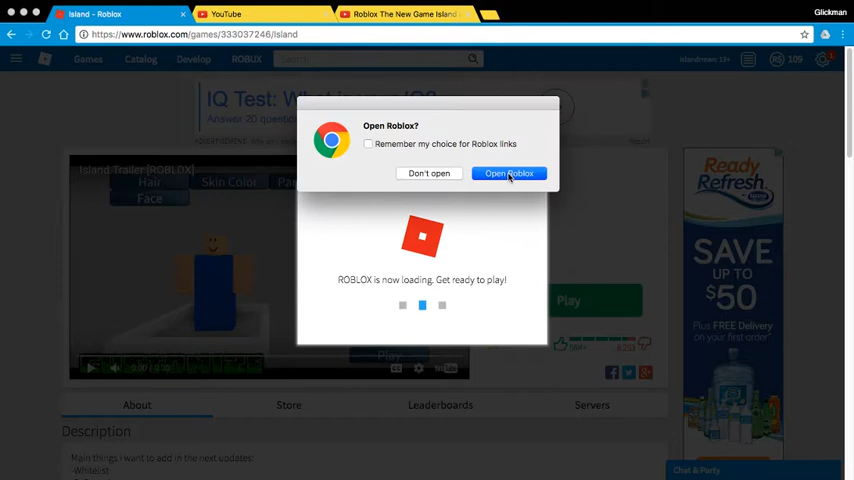 Island - Roblox
YouTube
Roblox The New Game Island
Glickman
https://www.roblox.com/games/333037246/Island
Games
Catalog
Develop
ROBUX
Search
13+
109
1
IQ Test:
Answer 20
ADVERTISEMENT
Open Roblox?
Remember my choice for Roblox links
Don't open
Open Roblox
Island Trailer [ROBLOX]
Hair
Skin Color
Face
ROBLOX is now loading. Get ready to play!
Play
Play
About
Store
Leaderboards
Servers
Description
Main things i want to add in the next updates:
-Whitelist
Ready
Refresh
SAVE
UP TO
$50
Plus FREE Delivery
on your first order
Chat & Party